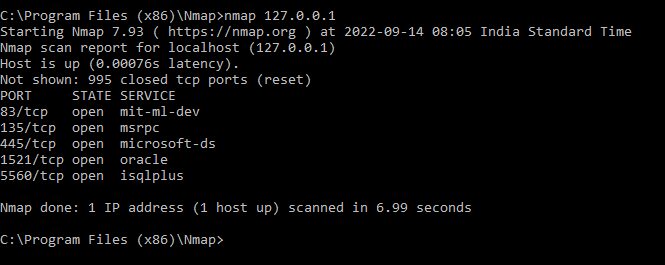 C:\Program Files (x86)\Nmap>nmap 127.0.0.1
Starting Nmap 7.93 ( https://nmap.org ) at 2022-09-14 08:05 India Standard Time
Nmap scan report for localhost (127.0.0.1)
Host is up (0.00076s latency).
Not shown: 995 closed tcp ports (reset)
PORT     STATE SERVICE
83/tcp   open  mit-ml-dev
135/tcp  open  msrpc
445/tcp  open  microsoft-ds
1521/tcp open  oracle
5560/tcp open  isqlplus
Nmap done: 1 IP address (1 host up) scanned in 6.99 seconds
C:\Program Files (x86)\Nmap>